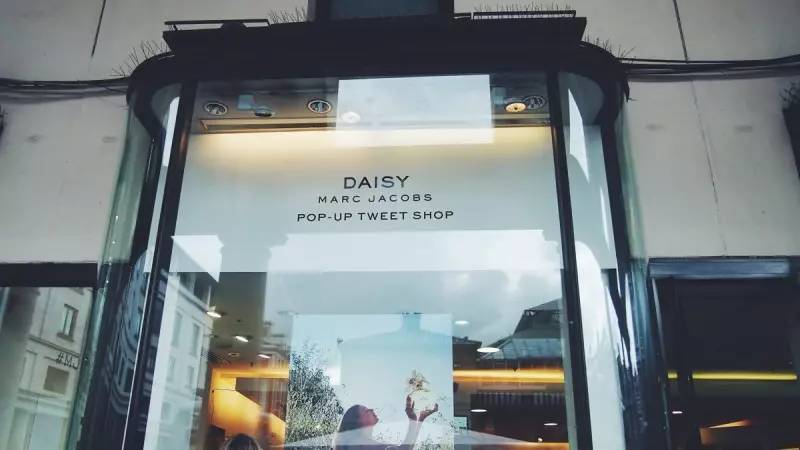 DAISY
MARC JACOBS
POP-UP TWEET SHOP